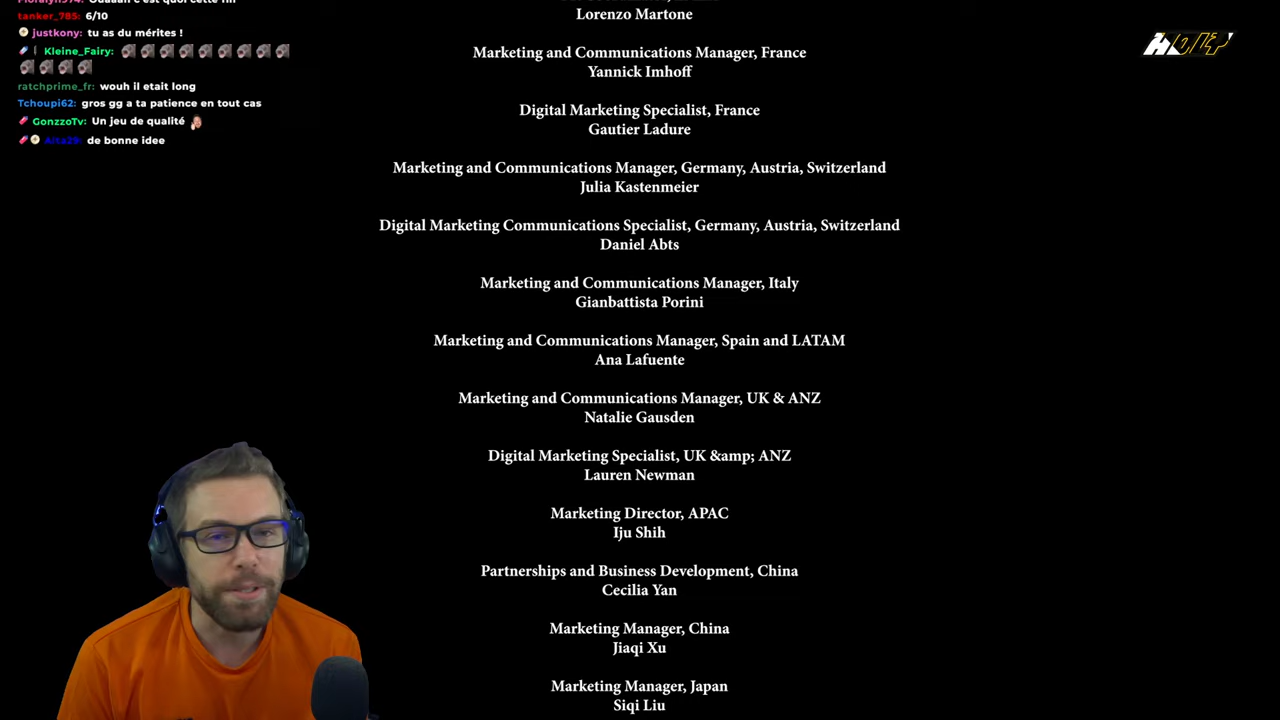 tanker_785: 6/10
justkony: tu as du mérites !
Kleine_Fairy:
ratchprime_fr: wouh il etait long
Tchoupi62: gros gg a ta patience en tout cas
GonzzoTv: Un jeu de qualité
Alta29: de bonne idee
HOLY
Lorenzo Martone
Marketing and Communications Manager, France
Yannick Imhoff
Digital Marketing Specialist, France
Gautier Ladure
Marketing and Communications Manager, Germany, Austria, Switzerland
Julia Kastenmeier
Digital Marketing Communications Specialist, Germany, Austria, Switzerland
Daniel Abts
Marketing and Communications Manager, Italy
Gianbattista Porini
Marketing and Communications Manager, Spain and LATAM
Ana Lafuente
Marketing and Communications Manager, UK & ANZ
Natalie Gausden
Digital Marketing Specialist, UK &amp; ANZ
Lauren Newman
Marketing Director, APAC
Iju Shih
Partnerships and Business Development, China
Cecilia Yan
Marketing Manager, China
Jiaqi Xu
Marketing Manager, Japan
Siqi Liu